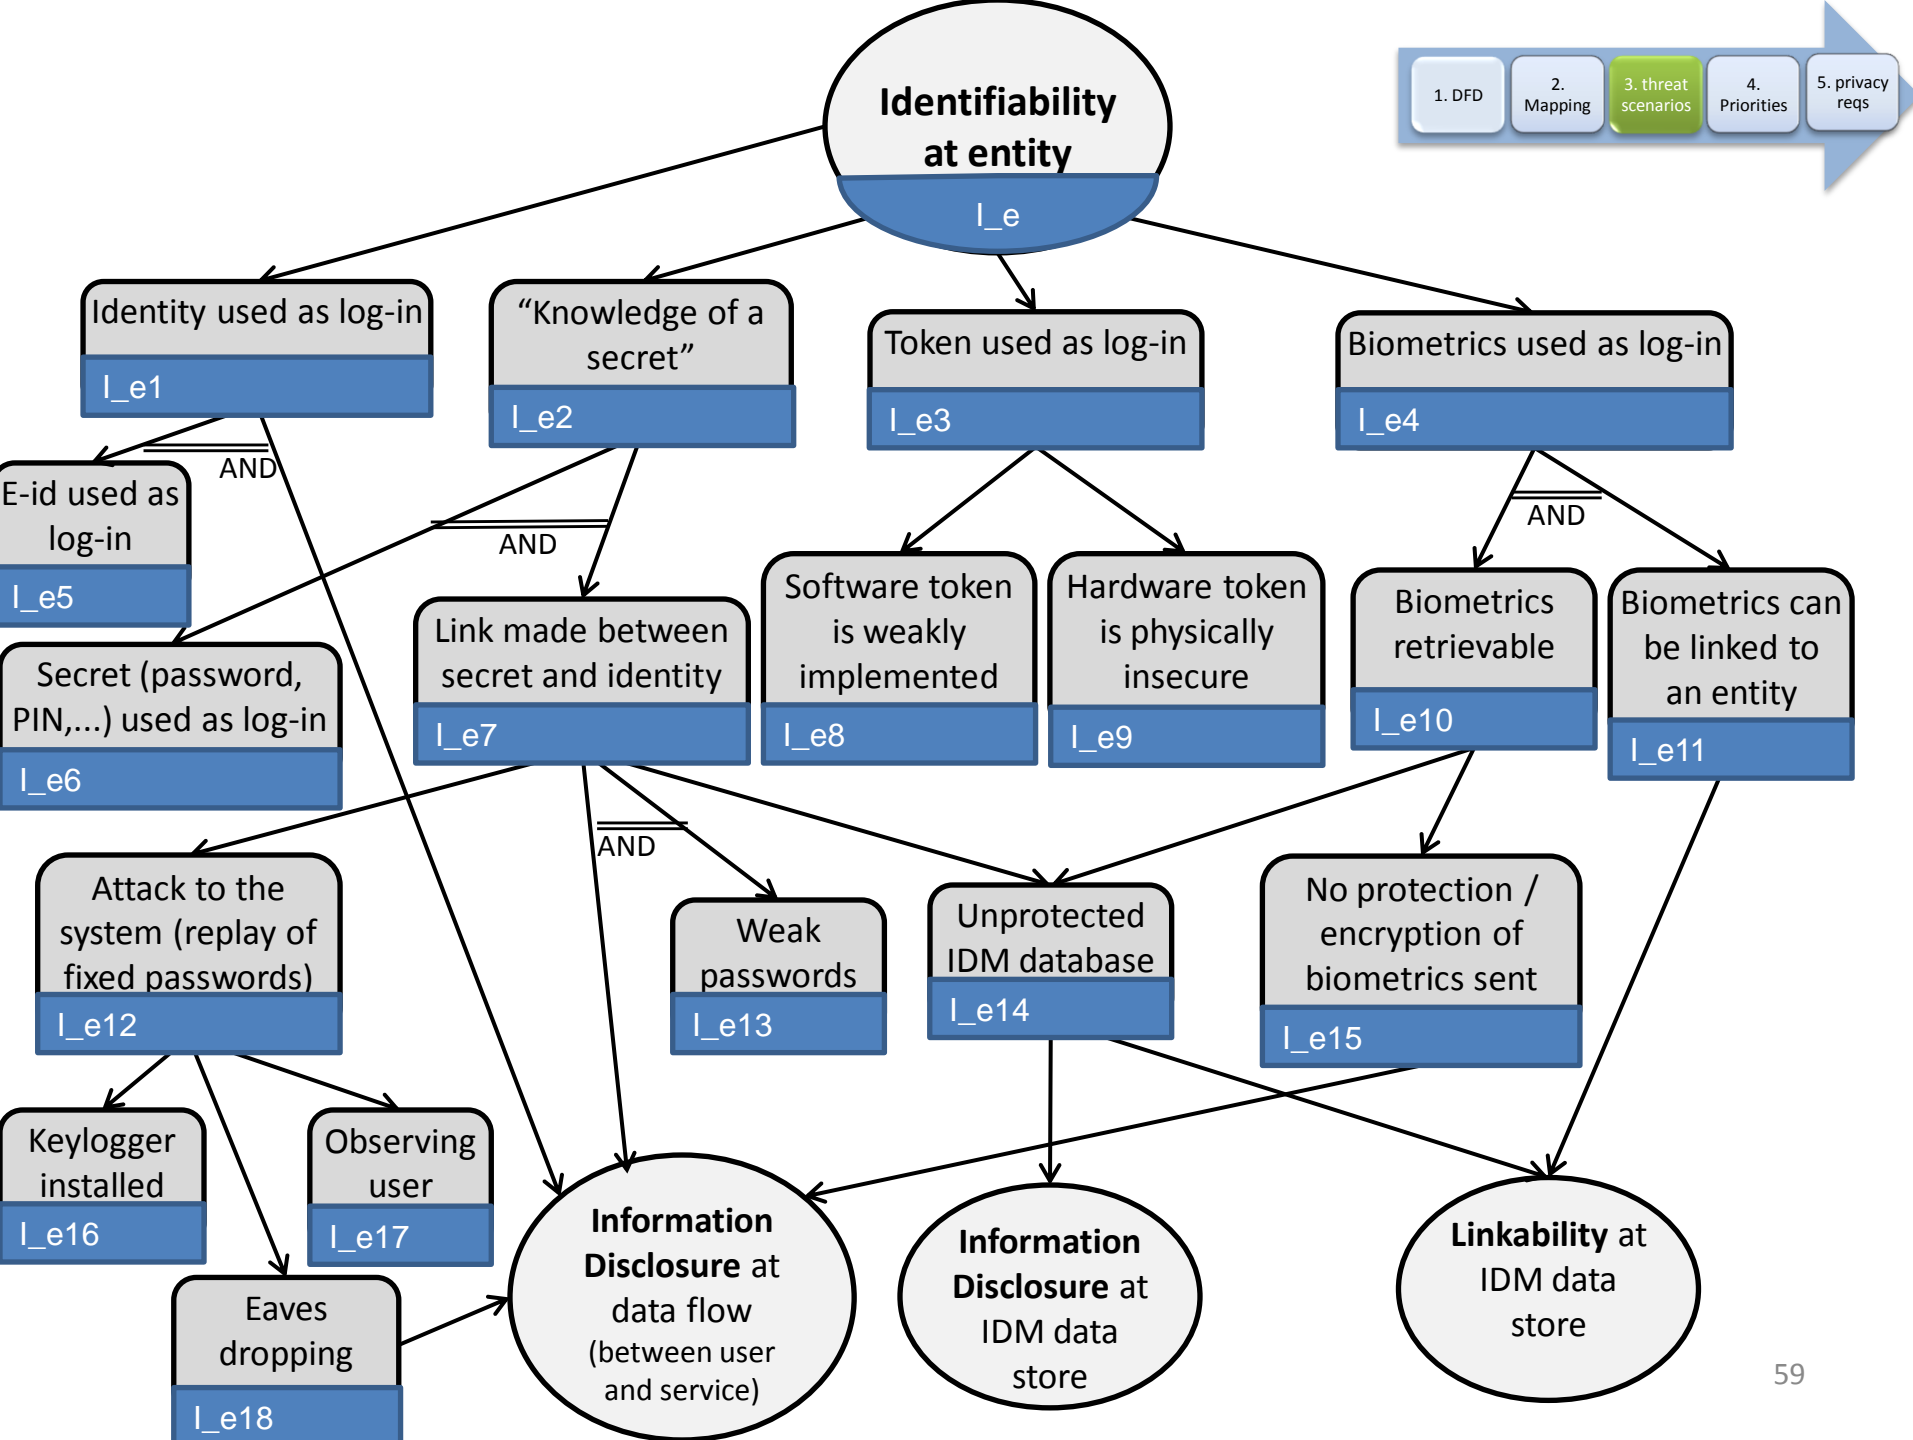 Identifiability
at entity
I_e
1. DFD
2.
Mapping
3. threat
scenarios
4.
Priorities
5. privacy
reqs
Identity used as log-in
I_e1
“Knowledge of a
secret”
I_e2
Token used as log-in
I_e3
Biometrics used as log-in
I_e4
AND
E-id used as
log-in
I_e5
AND
AND
Secret (password,
PIN,...) used as log-in
I_e6
Link made between
secret and identity
I_e7
Software token
is weakly
implemented
I_e8
Hardware token
is physically
insecure
I_e9
Biometrics
retrievable
I_e10
Biometrics can
be linked to
an entity
I_e11
AND
Attack to the
system (replay of
fixed passwords)
I_e12
Weak
passwords
I_e13
Unprotected
IDM database
I_e14
No protection /
encryption of
biometrics sent
I_e15
Keylogger
installed
I_e16
Observing
user
I_e17
Eaves
dropping
I_e18
Information
Disclosure at
data flow
(between user
and service)
Information
Disclosure at
IDM data
store
Linkability at
IDM data
store
59